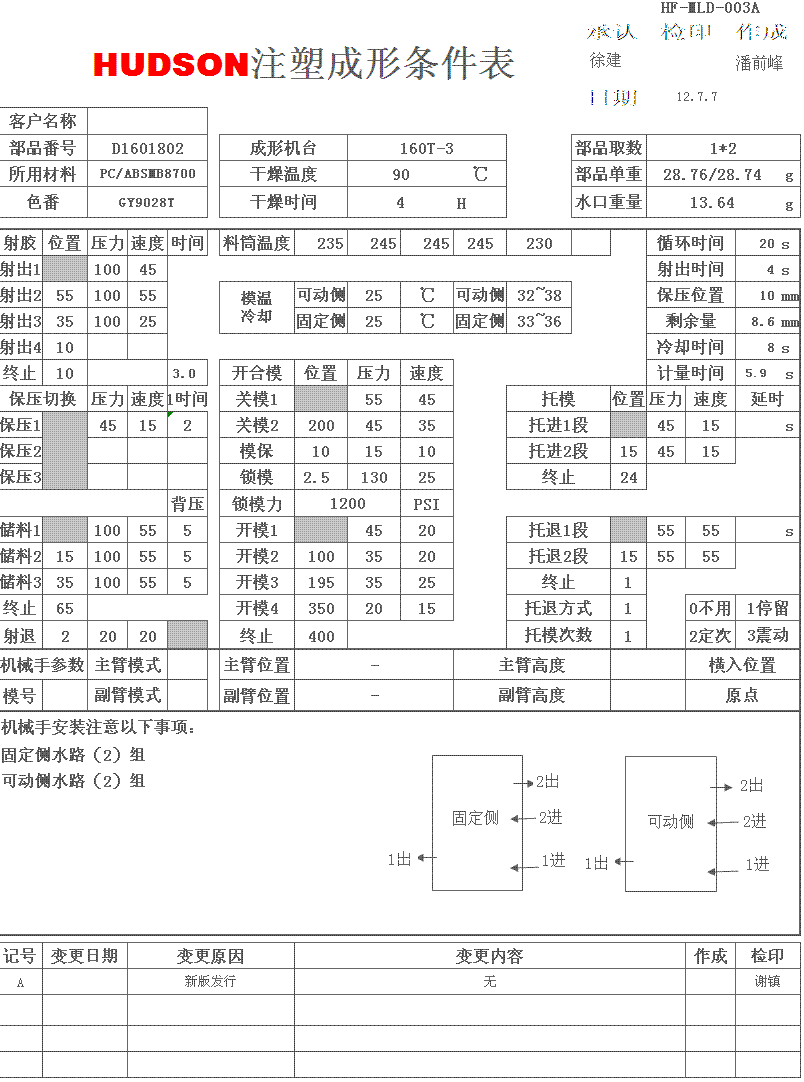 HF-MLD-003A
承认 检印 作成
HUDSON注塑成形条件表
徐建 潘前峰
日期 12.7.7
客户名称
部品番号 D1601802 成形机台 160T-3 部品取数 1*2
所用材料 PC/ABSMB8700 干燥温度 90 ℃ 部品单重 28.76/28.74 g
色番 GY9028T 干燥时间 4 H 水口重量 13.64 g
射胶 位置 压力 速度 时间 料筒温度 235 245 245 245 230 循环时间 20 s
射出1 100 45 射出时间 4 s
射出2 55 100 55 模温冷却 可动侧 25 ℃ 可动侧 32~38 保压位置 10 mm
射出3 35 100 25 固定侧 25 ℃ 固定侧 33~36 剩余量 8.6 mm
射出4 10 冷却时间 8 s
终止 10 3.0 开合模 位置 压力 速度 计量时间 5.9 s
保压切换 压力 速度 1时间 关模1 55 45 托模 位置 压力 速度 延时
保压1 45 15 2 关模2 200 45 35 托进1段 45 15 s
保压2 模保 10 15 10 托进2段 15 45 15
保压3 锁模 2.5 130 25 终止 24
背压 锁模力 1200 PSI
储料1 100 55 5 开模1 45 20 托退1段 55 55 s
储料2 15 100 55 5 开模2 100 35 20 托退2段 15 55 55
储料3 35 100 55 5 开模3 195 35 25 终止 1
终止 65 开模4 350 20 15 托退方式 1 0不用 1停留
射退 2 20 20 终止 400 托模次数 1 2定次 3震动
机械手参数 主臂模式 主臂位置 - 主臂高度 横入位置
模号 副臂模式 副臂位置 - 副臂高度 原点
机械手安装注意以下事项：
固定侧水路（2）组
可动侧水路（2）组
2出 2出
固定侧 2进 可动侧 2进
1出 1进 1出 1进
记号 变更日期 变更原因 变更内容 作成 检印
A 新版发行 无 谢镇